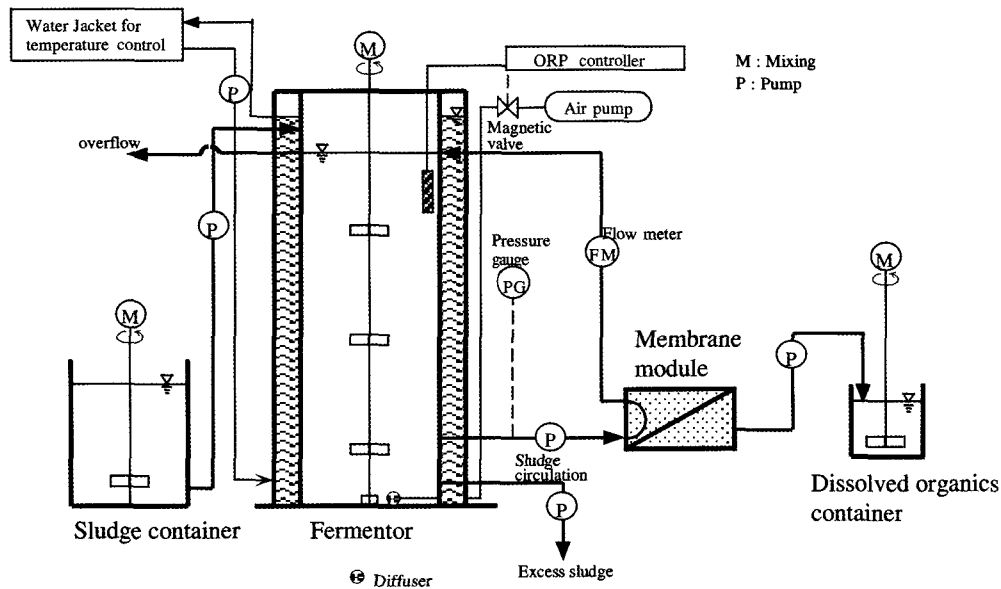 Water Jacket for
temperature control
M
ORP controller
M : Mixing
P : Pump
P
Air pump
Magnetic
valve
overflow
P
Flow meter
FM
Pressure
gauge
PG
M
M
Membrane
module
P
P
Sludge
circulation
Dissolved organics
container
P
Sludge container
Fermentor
Excess sludge
Diffuser